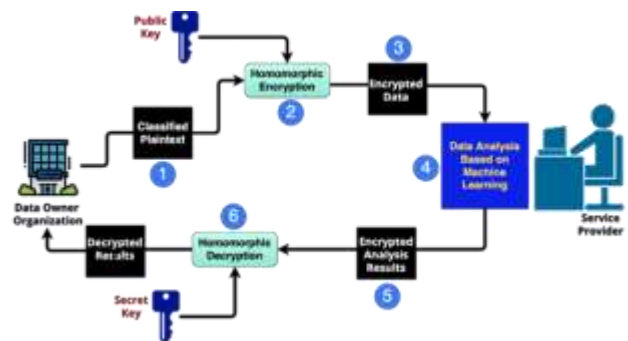 Public
Key
3
Homomorphic
Encryption
Encrypted
Data
2
Classified
Plaintext
1
Data Analysis
Based on
Machine
Learning
4
Data Owner
Organization
Service
Provider
6
Decrypted
Results
Homomorphic
Decryption
Encrypted
Analysis
Results
5
Secret
Key